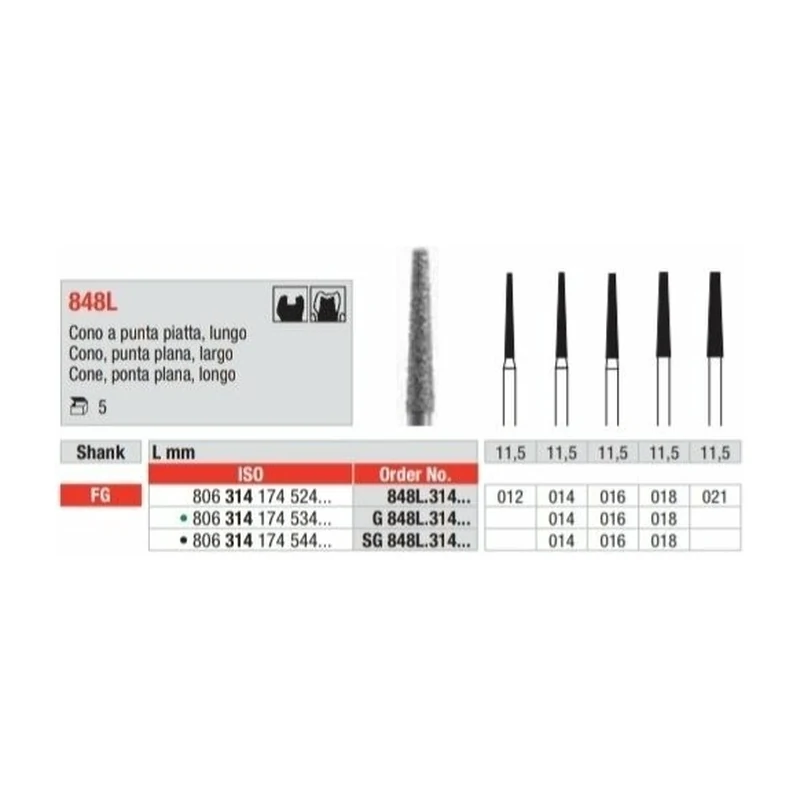 848L
Cono a punta piatta, lungo
Cono, punta plana, largo
Cone, ponta plana, longo
5
Shank L mm 11,5 11,5 11,5 11,5 11,5
ISO Order No.
FG 806 314 174 524... 848L.314... 012 014 016 018 021
• 806 314 174 534... G 848L.314... 014 016 018
• 806 314 174 544... SG 848L.314... 014 016 018